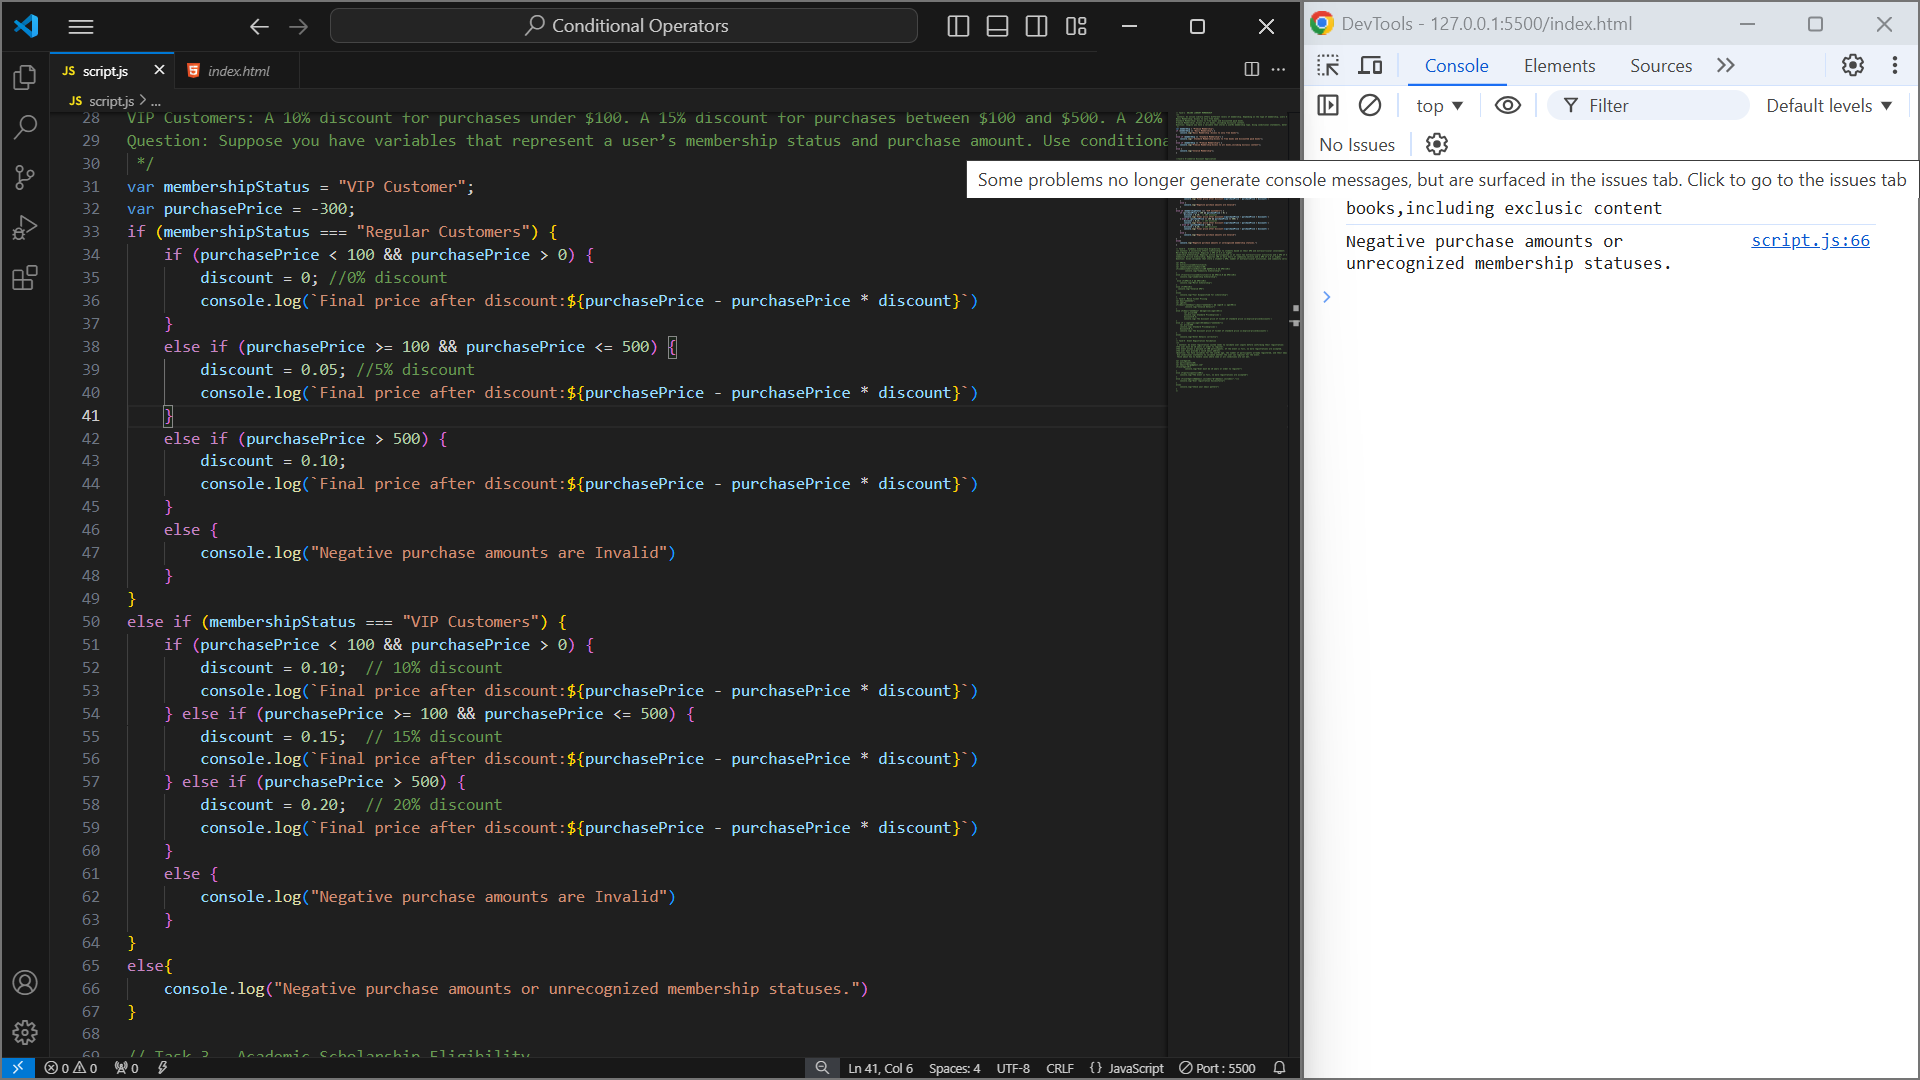 Conditional Operators
JS script.js
index.html
JS script.js > ...
28 VIP Customers: A 10% discount for purchases under $100. A 15% discount for purchases between $100 and $500. A 20%
29 Question: Suppose you have variables that represent a user’s membership status and purchase amount. Use conditiona
30 */
31 var membershipStatus = "VIP Customer";
32 var purchasePrice = -300;
33 if (membershipStatus === "Regular Customers") {
34 if (purchasePrice < 100 && purchasePrice > 0) {
35 discount = 0; //0% discount
36 console.log(`Final price after discount:${purchasePrice - purchasePrice * discount}`)
37 }
38 else if (purchasePrice >= 100 && purchasePrice <= 500) {
39 discount = 0.05; //5% discount
40 console.log(`Final price after discount:${purchasePrice - purchasePrice * discount}`)
41 }
42 else if (purchasePrice > 500) {
43 discount = 0.10;
44 console.log(`Final price after discount:${purchasePrice - purchasePrice * discount}`)
45 }
46 else {
47 console.log("Negative purchase amounts are Invalid")
48 }
49 }
50 else if (membershipStatus === "VIP Customers") {
51 if (purchasePrice < 100 && purchasePrice > 0) {
52 discount = 0.10; // 10% discount
53 console.log(`Final price after discount:${purchasePrice - purchasePrice * discount}`)
54 } else if (purchasePrice >= 100 && purchasePrice <= 500) {
55 discount = 0.15; // 15% discount
56 console.log(`Final price after discount:${purchasePrice - purchasePrice * discount}`)
57 } else if (purchasePrice > 500) {
58 discount = 0.20; // 20% discount
59 console.log(`Final price after discount:${purchasePrice - purchasePrice * discount}`)
60 }
61 else {
62 console.log("Negative purchase amounts are Invalid")
63 }
64 }
65 else{
66 console.log("Negative purchase amounts or unrecognized membership statuses.")
67 }
68
69 // Task 3 Academic Scholarship Eligibility
0 0 0 Ln 41, Col 6 Spaces: 4 UTF-8 CRLF {} JavaScript Port : 5500
DevTools - 127.0.0.1:5500/index.html
Console Elements Sources
top Filter Default levels
No Issues
Some problems no longer generate console messages, but are surfaced in the issues tab. Click to go to the issues tab
books,including exclusic content
Negative purchase amounts or script.js:66
unrecognized membership statuses.